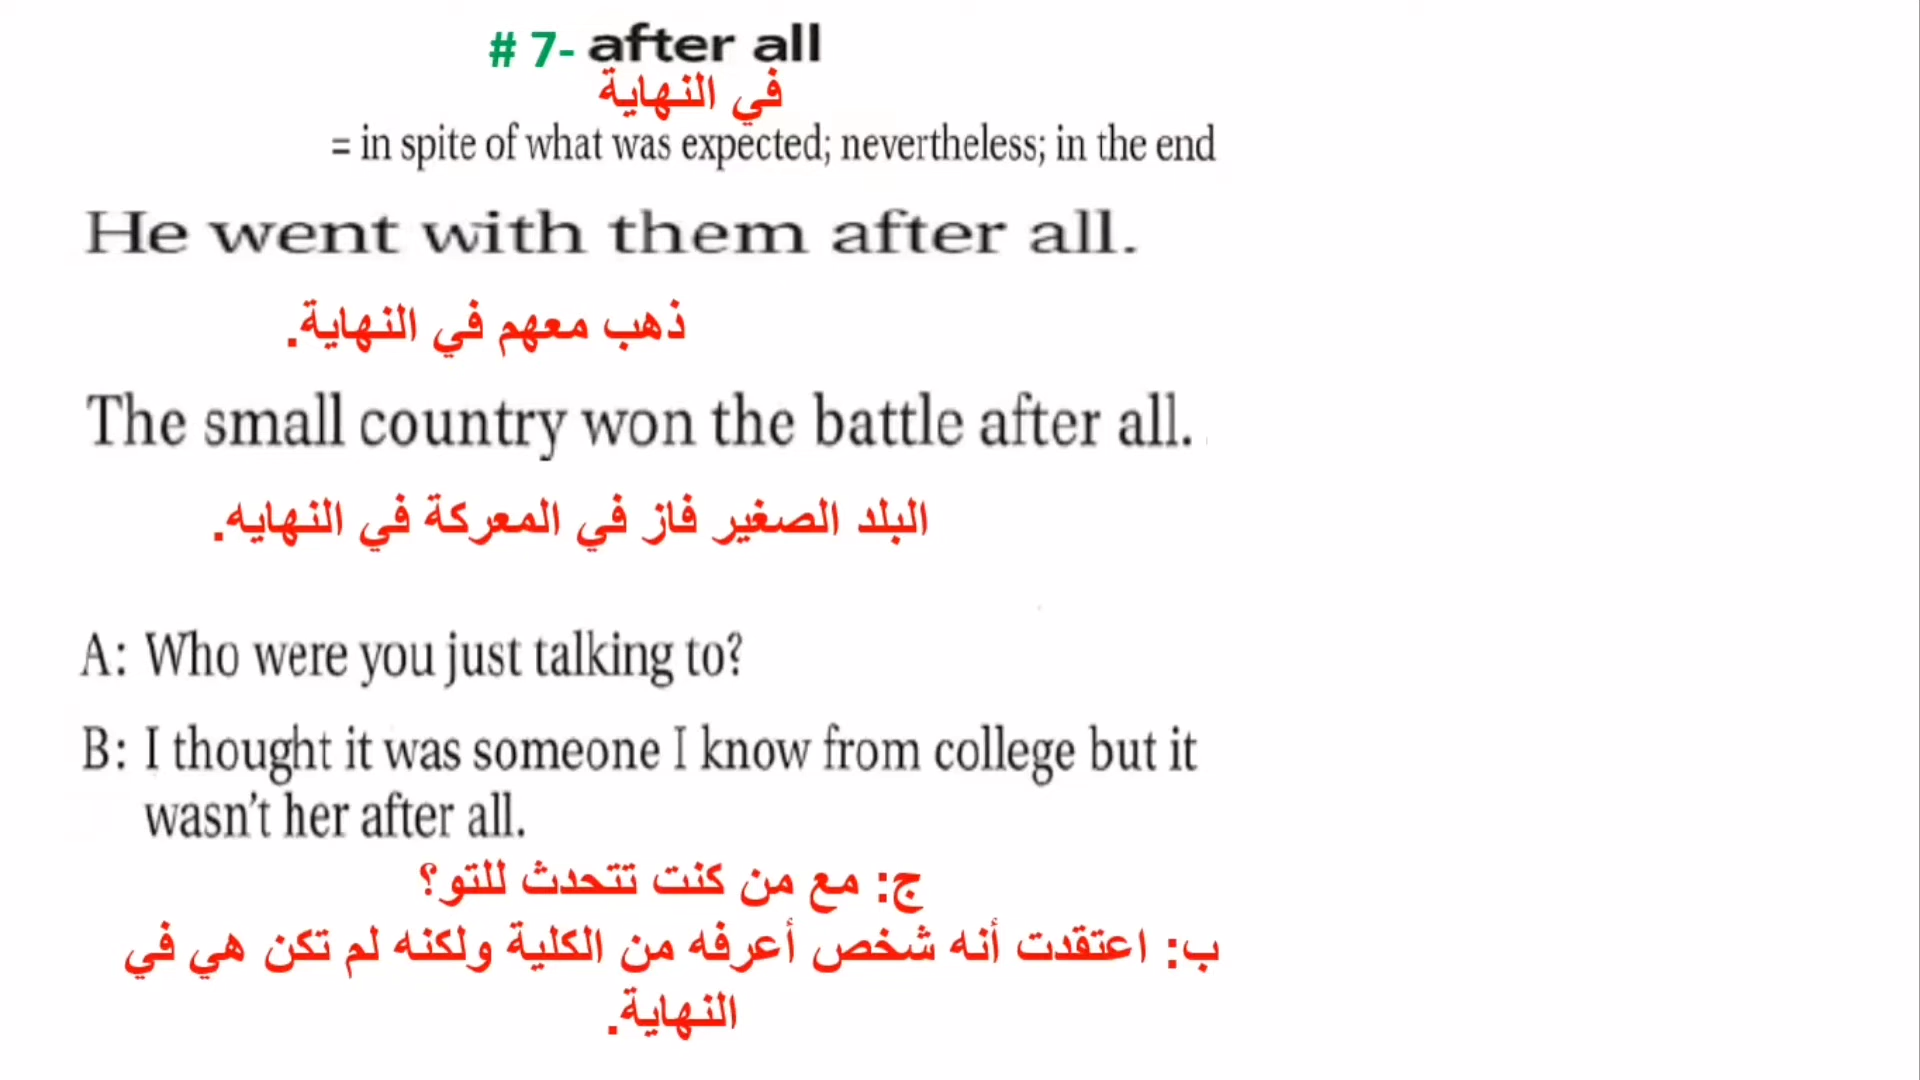 # 7- after all
في النهاية
= in spite of what was expected; nevertheless; in the end
He went with them after all.
ذهب معهم في النهاية.
The small country won the battle after all.
البلد الصغير فاز في المعركة في النهايه.
A: Who were you just talking to?
B: I thought it was someone I know from college but it
wasn't her after all.
ج: مع من كنت تتحدث للتو؟
ب: اعتقدت أنه شخص أعرفه من الكلية ولكنه لم تكن هي في
النهاية.